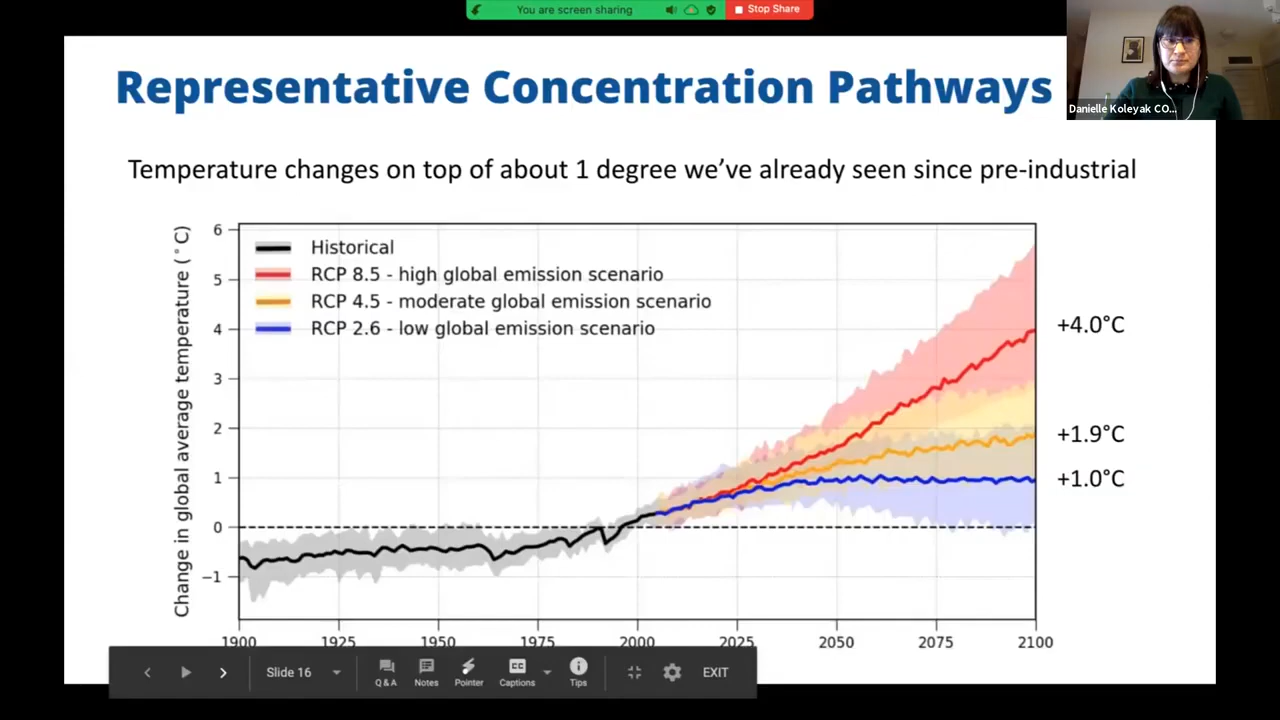 You are screen sharing
Stop Share
Representative Concentration Pathways
Danielle Koleyak CO...
Temperature changes on top of about 1 degree we’ve already seen since pre-industrial
Change in global average temperature (°C)
6
5
4
3
2
1
0
−1
Historical
RCP 8.5 - high global emission scenario
RCP 4.5 - moderate global emission scenario
RCP 2.6 - low global emission scenario
+4.0°C
+1.9°C
+1.0°C
1900 1925 1950 1975 2000 2025 2050 2075 2100
Slide 16
CC
Q & A Notes Pointer Captions Tips
EXIT